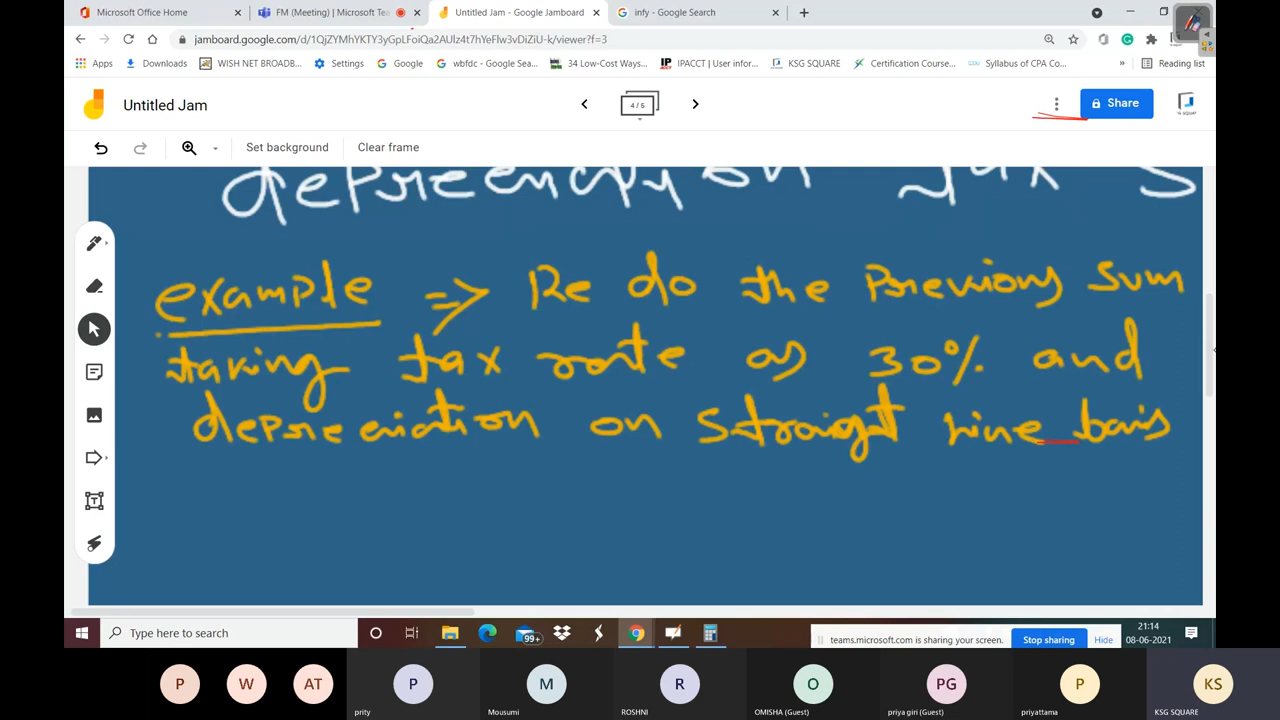 Microsoft Office Home
FM (Meeting) | Microsoft Tea
Untitled Jam - Google Jamboard
infy - Google Search
jamboard.google.com/d/1QjZYMhYKTY3yGpLFoiQa2AUlz4t7hYeFlw3vDiZiU-k/viewer?f=3
Apps
Downloads
WISH NET BROADB...
Settings
Google
wbfdc - Google Sea...
34 Low-Cost Ways...
IPACCT | User infor...
KSG SQUARE
Certification Course...
Syllabus of CPA Co...
»
Reading list
Untitled Jam
4 / 5
Share
Set background
Clear frame
depreciation Tax S
example => Re do the Previous sum
taking tax rate as 30% and
depreciation on straight line basis
Type here to search
99+
teams.microsoft.com is sharing your screen.
Stop sharing
Hide
21:14
08-06-2021
P
W
AT
P
M
R
O
PG
P
KS
prity
Mousumi
ROSHNI
OMISHA (Guest)
priya giri (Guest)
priyattama
KSG SQUARE